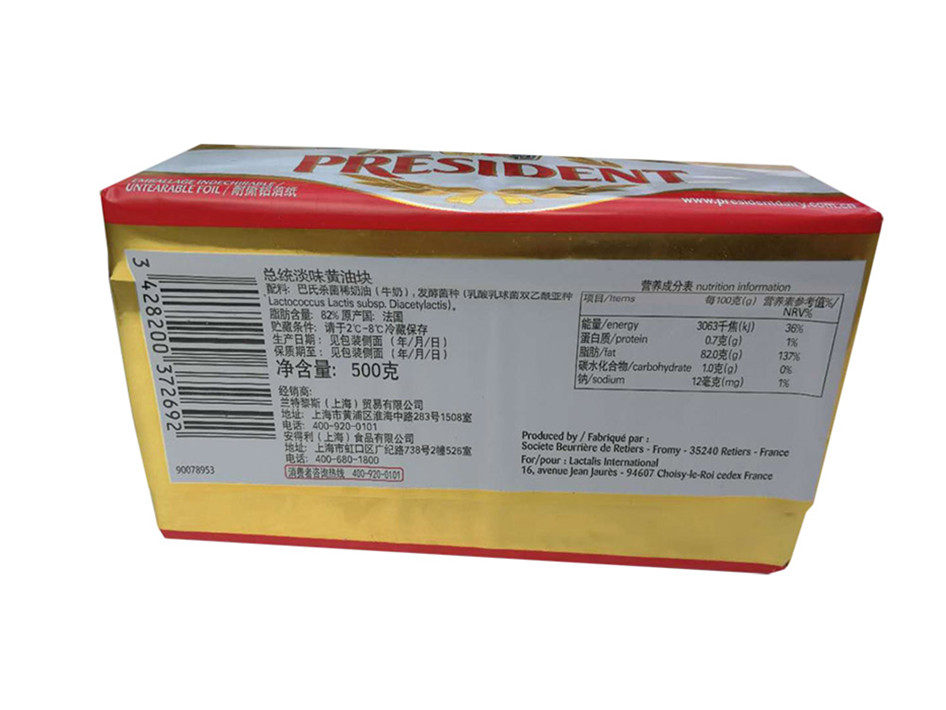 PRESIDENT
EMBALLAGE INDECHIRABLE /
UNTEARABLE FOIL / 耐撕铝箔纸
www.presidentdairy.com.cn
3 428200 372692
90078953
总统淡味黄油块
配料: 巴氏杀菌稀奶油 (牛奶), 发酵菌种 (乳酸乳球菌双乙酰亚种
Lactococcus Lactis subsp. Diacetylactis)。
脂肪含量: 82% 原产国: 法国
贮藏条件: 请于2℃-8℃冷藏保存
生产日期: 见包装侧面 (年/月/日)
保质期至: 见包装侧面 (年/月/日)
净含量: 500克
经销商:
兰特黎斯 (上海) 贸易有限公司
地址: 上海市黄浦区淮海中路283号1508室
电话: 400-920-0101
安得利 (上海) 食品有限公司
地址: 上海市虹口区广纪路738号2幢526室
电话: 400-680-1800
消费者咨询热线 400-920-0101
营养成分表 nutrition information
项目/Items 每100克(g) 营养素参考值%/
NRV%
能量/energy 3063千焦(kJ) 36%
蛋白质/protein 0.7克(g) 1%
脂肪/fat 82.0克(g) 137%
碳水化合物/carbohydrate 1.0克(g) 0%
钠/sodium 12毫克(mg) 1%
Produced by / Fabriqué par :
Societe Beurrière de Retiers - Fromy - 35240 Retiers - France
For/pour : Lactalis International
16, avenue Jean Jaurès - 94607 Choisy-le-Roi cedex France